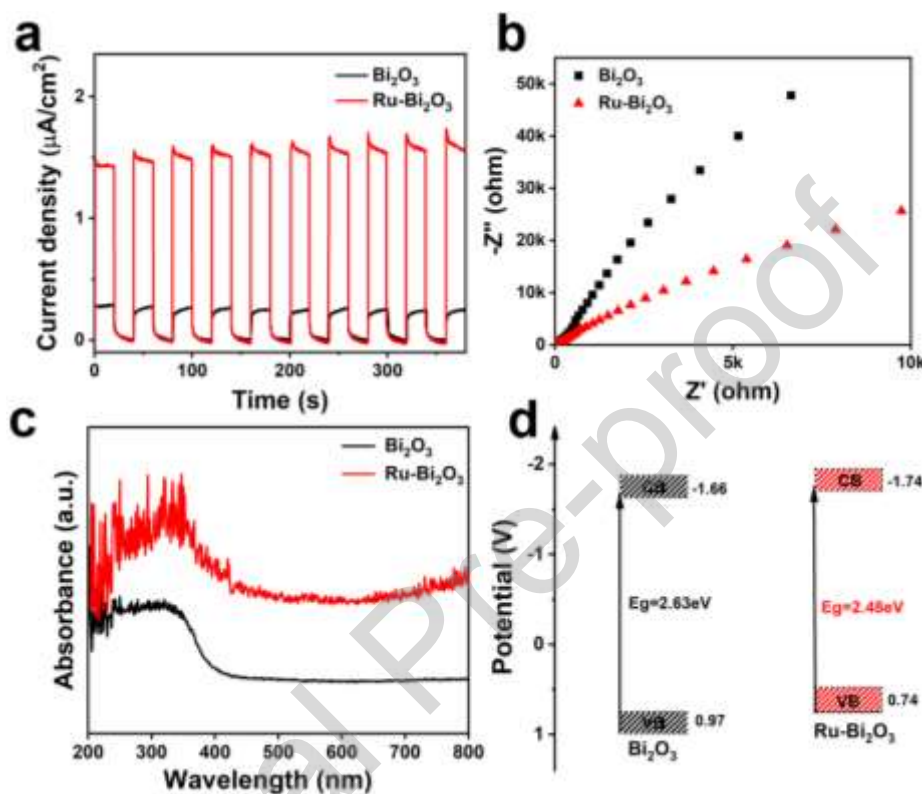 a
Bi₂O₃
Ru-Bi₂O₃
Current density (μA/cm²)
2
1
0
0
100
200
300
Time (s)
b
Bi₂O₃
Ru-Bi₂O₃
-Z'' (ohm)
50k
40k
30k
20k
10k
0
0
5k
10k
Z' (ohm)
c
Bi₂O₃
Ru-Bi₂O₃
Absorbance (a.u.)
200 300 400 500 600 700 800
Wavelength (nm)
d
Potential (V)
-2
-1
0
1
CB -1.66
Eg=2.63eV
VB 0.97
Bi₂O₃
CB -1.74
Eg=2.48eV
VB 0.74
Ru-Bi₂O₃
al Pre-proof